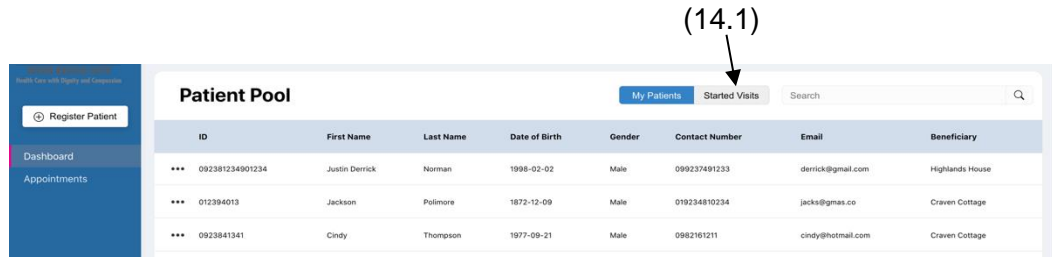 (14.1)
Health Care with Dignity and Compassion
Register Patient
Dashboard
Appointments
Patient Pool
My Patients Started Visits Search
ID First Name Last Name Date of Birth Gender Contact Number Email Beneficiary
092381234901234 Justin Derrick Norman 1998-02-02 Male 099237491233 derrick@gmail.com Highlands House
012394013 Jackson Polimore 1872-12-09 Male 019234810234 jacks@gmas.co Craven Cottage
0923841341 Cindy Thompson 1977-09-21 Male 0982161211 cindy@hotmail.com Craven Cottage